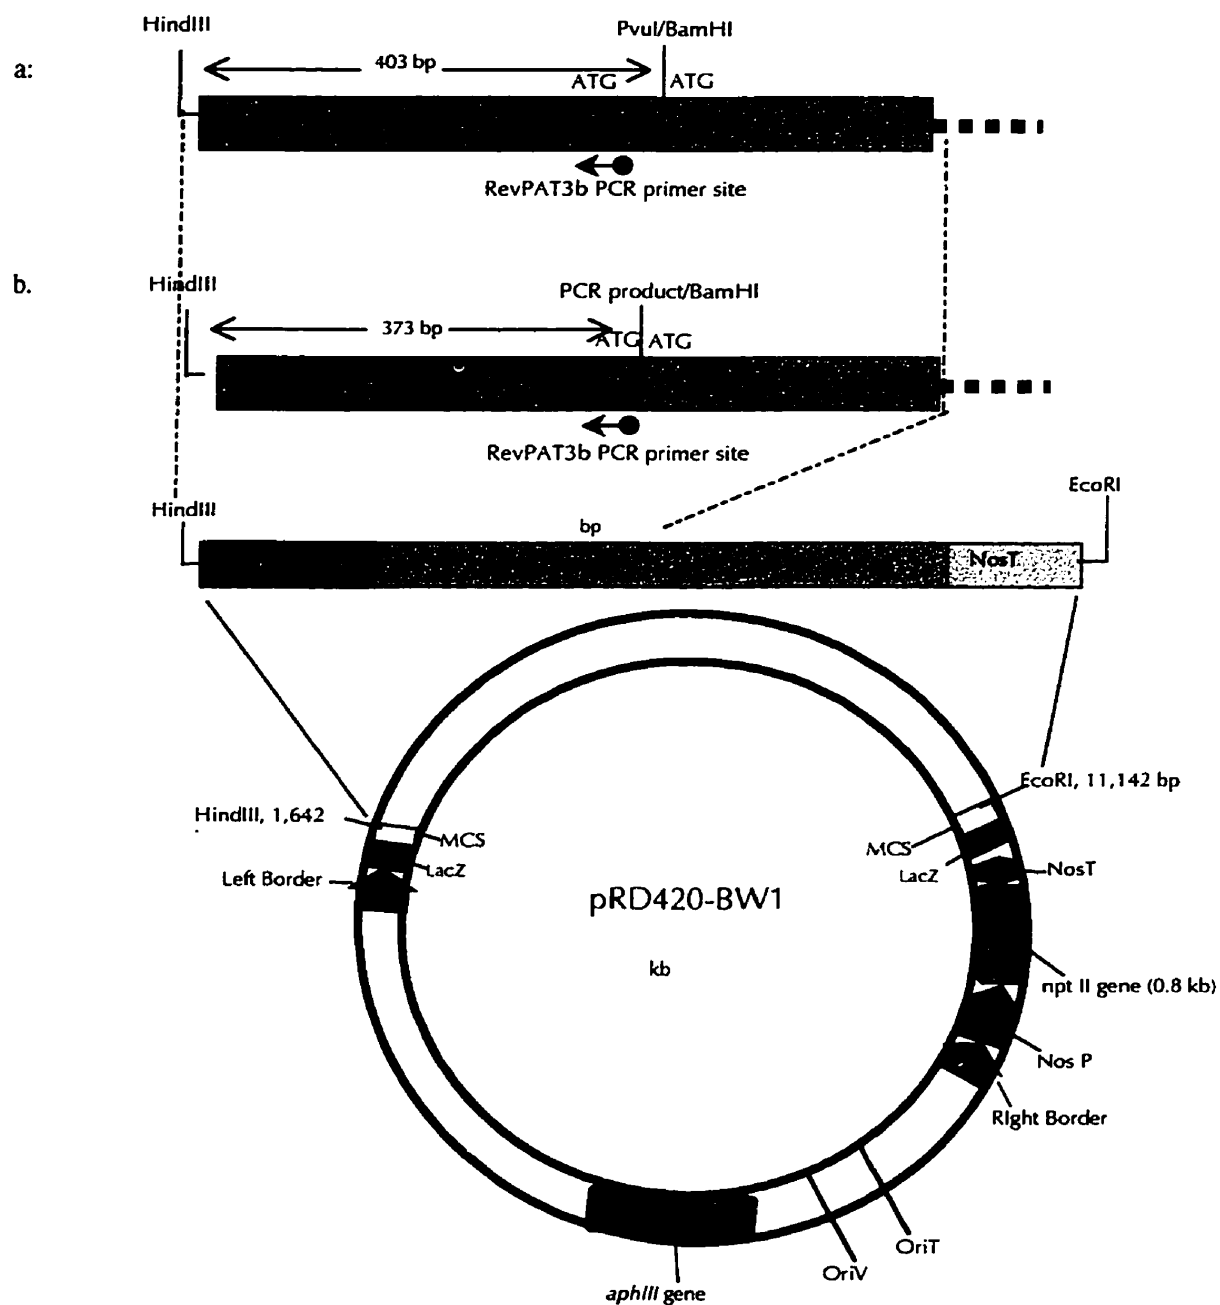 HindIII
PvuI/BamHI
a:
403 bp
ATG
ATG
RevPAT3b PCR primer site
b.
HindIII
PCR product/BamHI
373 bp
ATG
ATG
RevPAT3b PCR primer site
HindIII
bp
EcoRI
NosT
HindIII, 1,642
EcoRI, 11,142 bp
MCS
MCS
LacZ
LacZ
Left Border
NosT
pRD420-BW1
kb
npt II gene (0.8 kb)
Nos P
RIght Border
OriT
OriV
aphIII gene